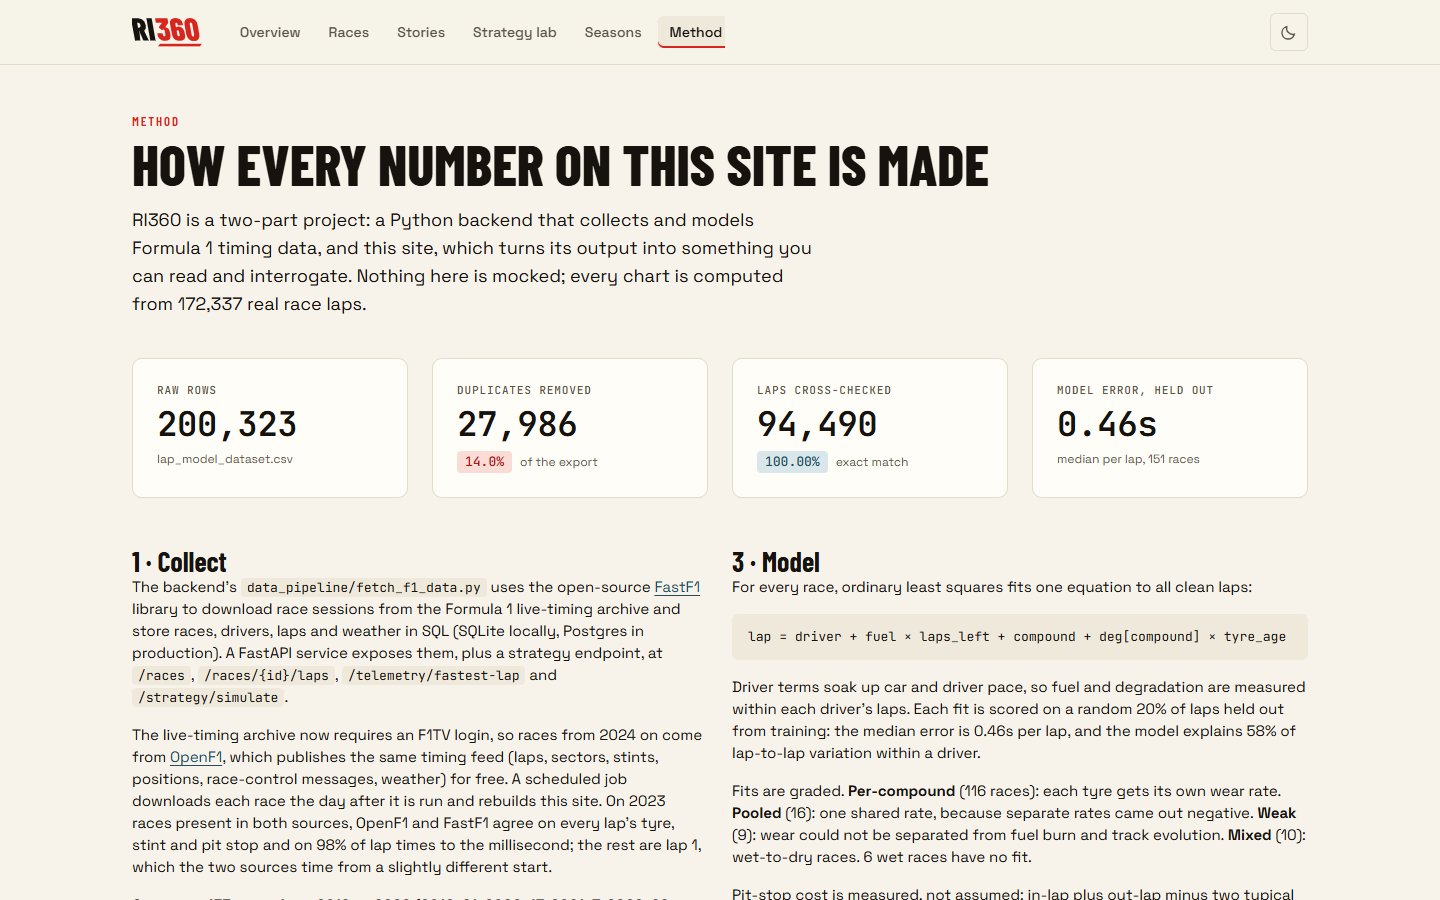 RI360
Overview
Races
Stories
Strategy lab
Seasons
Method
METHOD
HOW EVERY NUMBER ON THIS SITE IS MADE
RI360 is a two-part project: a Python backend that collects and models
Formula 1 timing data, and this site, which turns its output into something you
can read and interrogate. Nothing here is mocked; every chart is computed
from 172,337 real race laps.
RAW ROWS
200,323
lap_model_dataset.csv
DUPLICATES REMOVED
27,986
14.0% of the export
LAPS CROSS-CHECKED
94,490
100.00% exact match
MODEL ERROR, HELD OUT
0.46s
median per lap, 151 races
1 · Collect
The backend's data_pipeline/fetch_f1_data.py uses the open-source FastF1
library to download race sessions from the Formula 1 live-timing archive and
store races, drivers, laps and weather in SQL (SQLite locally, Postgres in
production). A FastAPI service exposes them, plus a strategy endpoint, at
/races , /races/{id}/laps , /telemetry/fastest-lap and
/strategy/simulate .
The live-timing archive now requires an F1TV login, so races from 2024 on come
from OpenF1, which publishes the same timing feed (laps, sectors, stints,
positions, race-control messages, weather) for free. A scheduled job
downloads each race the day after it is run and rebuilds this site. On 2023
races present in both sources, OpenF1 and FastF1 agree on every lap's tyre,
stint and pit stop and on 98% of lap times to the millisecond; the rest are lap 1,
which the two sources time from a slightly different start.
3 · Model
For every race, ordinary least squares fits one equation to all clean laps:
lap = driver + fuel × laps_left + compound + deg[compound] × tyre_age
Driver terms soak up car and driver pace, so fuel and degradation are measured
within each driver's laps. Each fit is scored on a random 20% of laps held out
from training: the median error is 0.46s per lap, and the model explains 58% of
lap-to-lap variation within a driver.
Fits are graded. Per-compound (116 races): each tyre gets its own wear rate.
Pooled (16): one shared rate, because separate rates came out negative. Weak
(9): wear could not be separated from fuel burn and track evolution. Mixed (10):
wet-to-dry races. 6 wet races have no fit.
Pit-stop cost is measured, not assumed: in-lap plus out-lap minus two typical